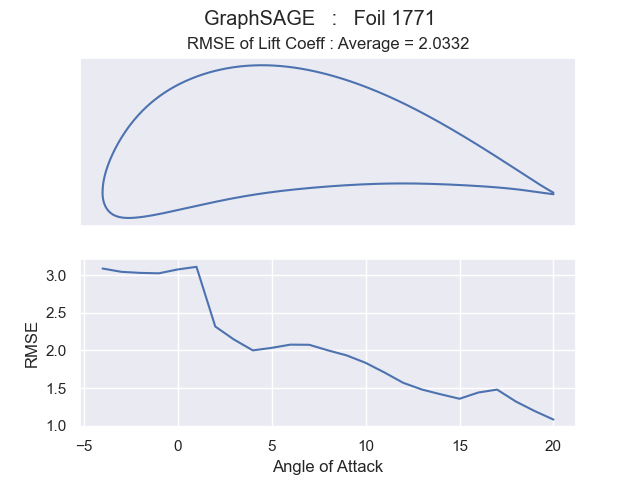 GraphSAGE : Foil 1771
RMSE of Lift Coeff : Average = 2.0332
3.0
2.5
2.0
1.5
1.0
RMSE
−5 0 5 10 15 20
Angle of Attack